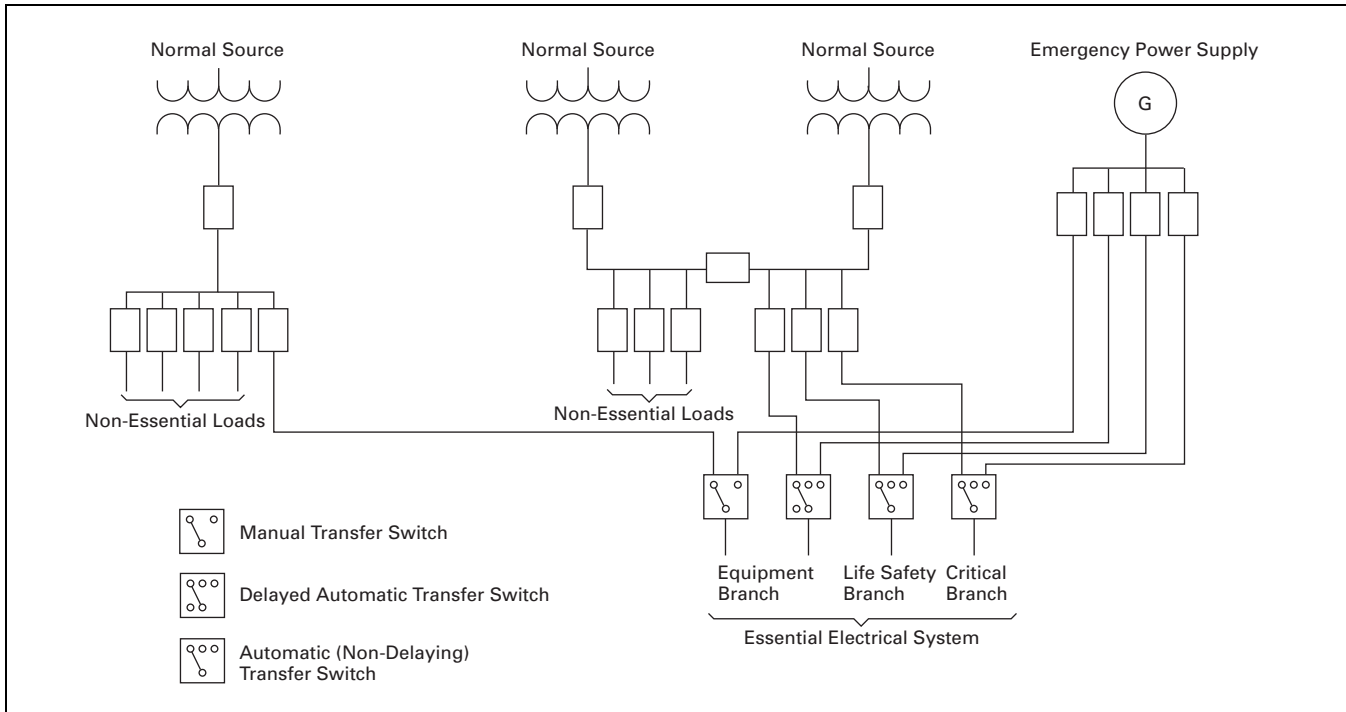 Normal Source
Normal Source
Normal Source
Emergency Power Supply
G
Non-Essential Loads
Non-Essential Loads
Manual Transfer Switch
Delayed Automatic Transfer Switch
Automatic (Non-Delaying)
Transfer Switch
Equipment
Branch
Life Safety
Branch
Critical
Branch
Essential Electrical System